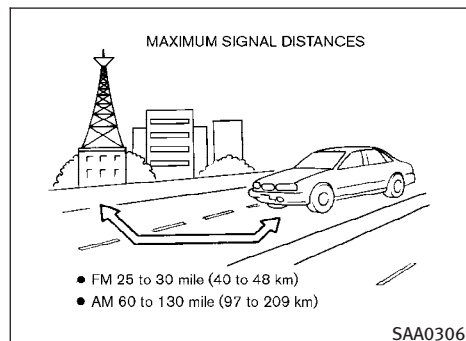 MAXIMUM SIGNAL DISTANCES
● FM 25 to 30 mile (40 to 48 km)
● AM 60 to 130 mile (97 to 209 km)
SAA0306